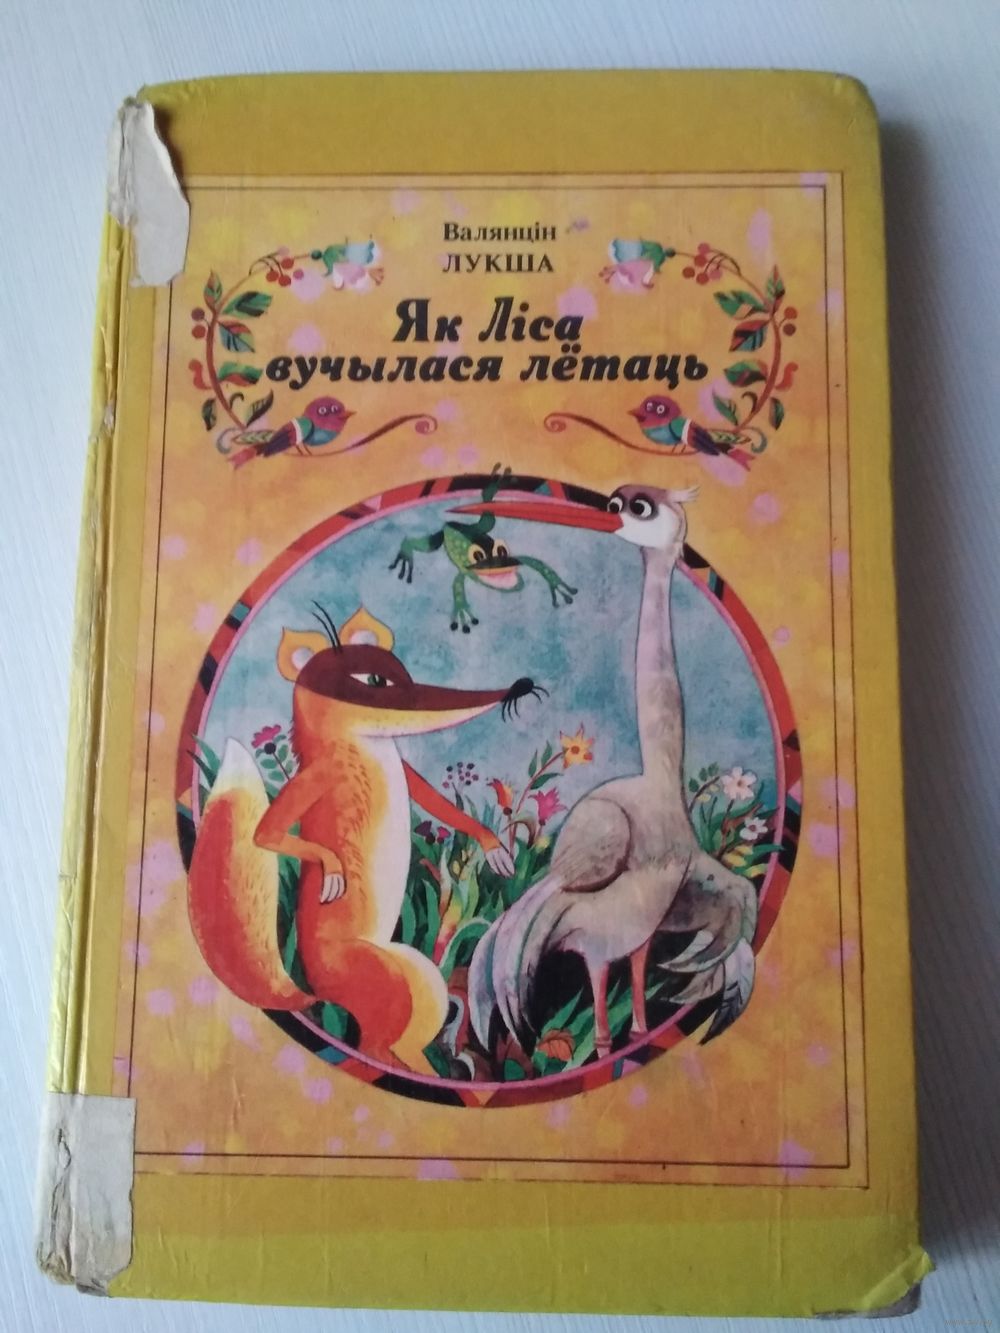 Валянцін
ЛУКША
Як Ліса
вучылася лётаць